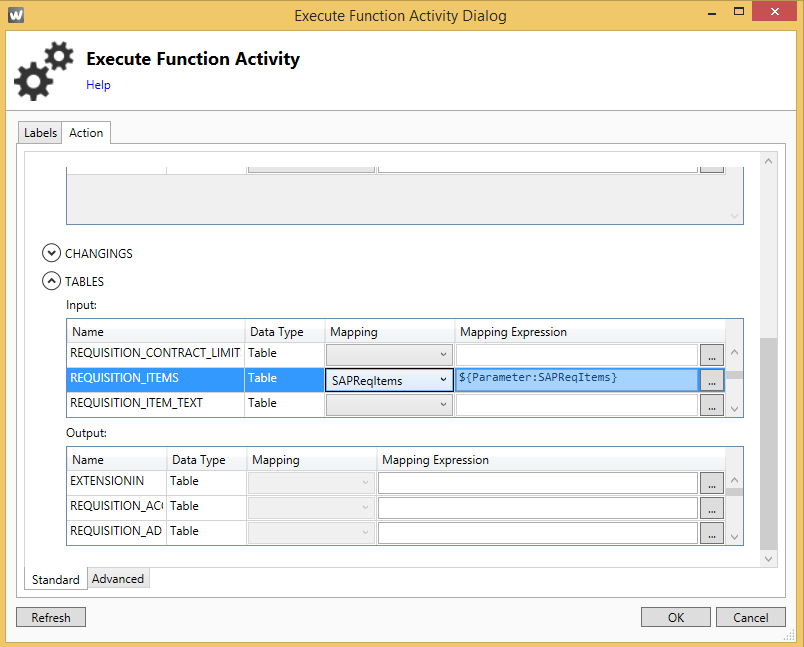 W Execute Function Activity Dialog
Execute Function Activity
Help
Labels Action
CHANGINGS
TABLES
Input:
Name Data Type Mapping Mapping Expression
REQUISITION_CONTRACT_LIMIT Table ...
REQUISITION_ITEMS Table SAPReqItems ${Parameter:SAPReqItems} ...
REQUISITION_ITEM_TEXT Table ...
Output:
Name Data Type Mapping Mapping Expression
EXTENSIONIN Table ...
REQUISITION_ACC Table ...
REQUISITION_AD Table ...
Standard Advanced
Refresh OK Cancel